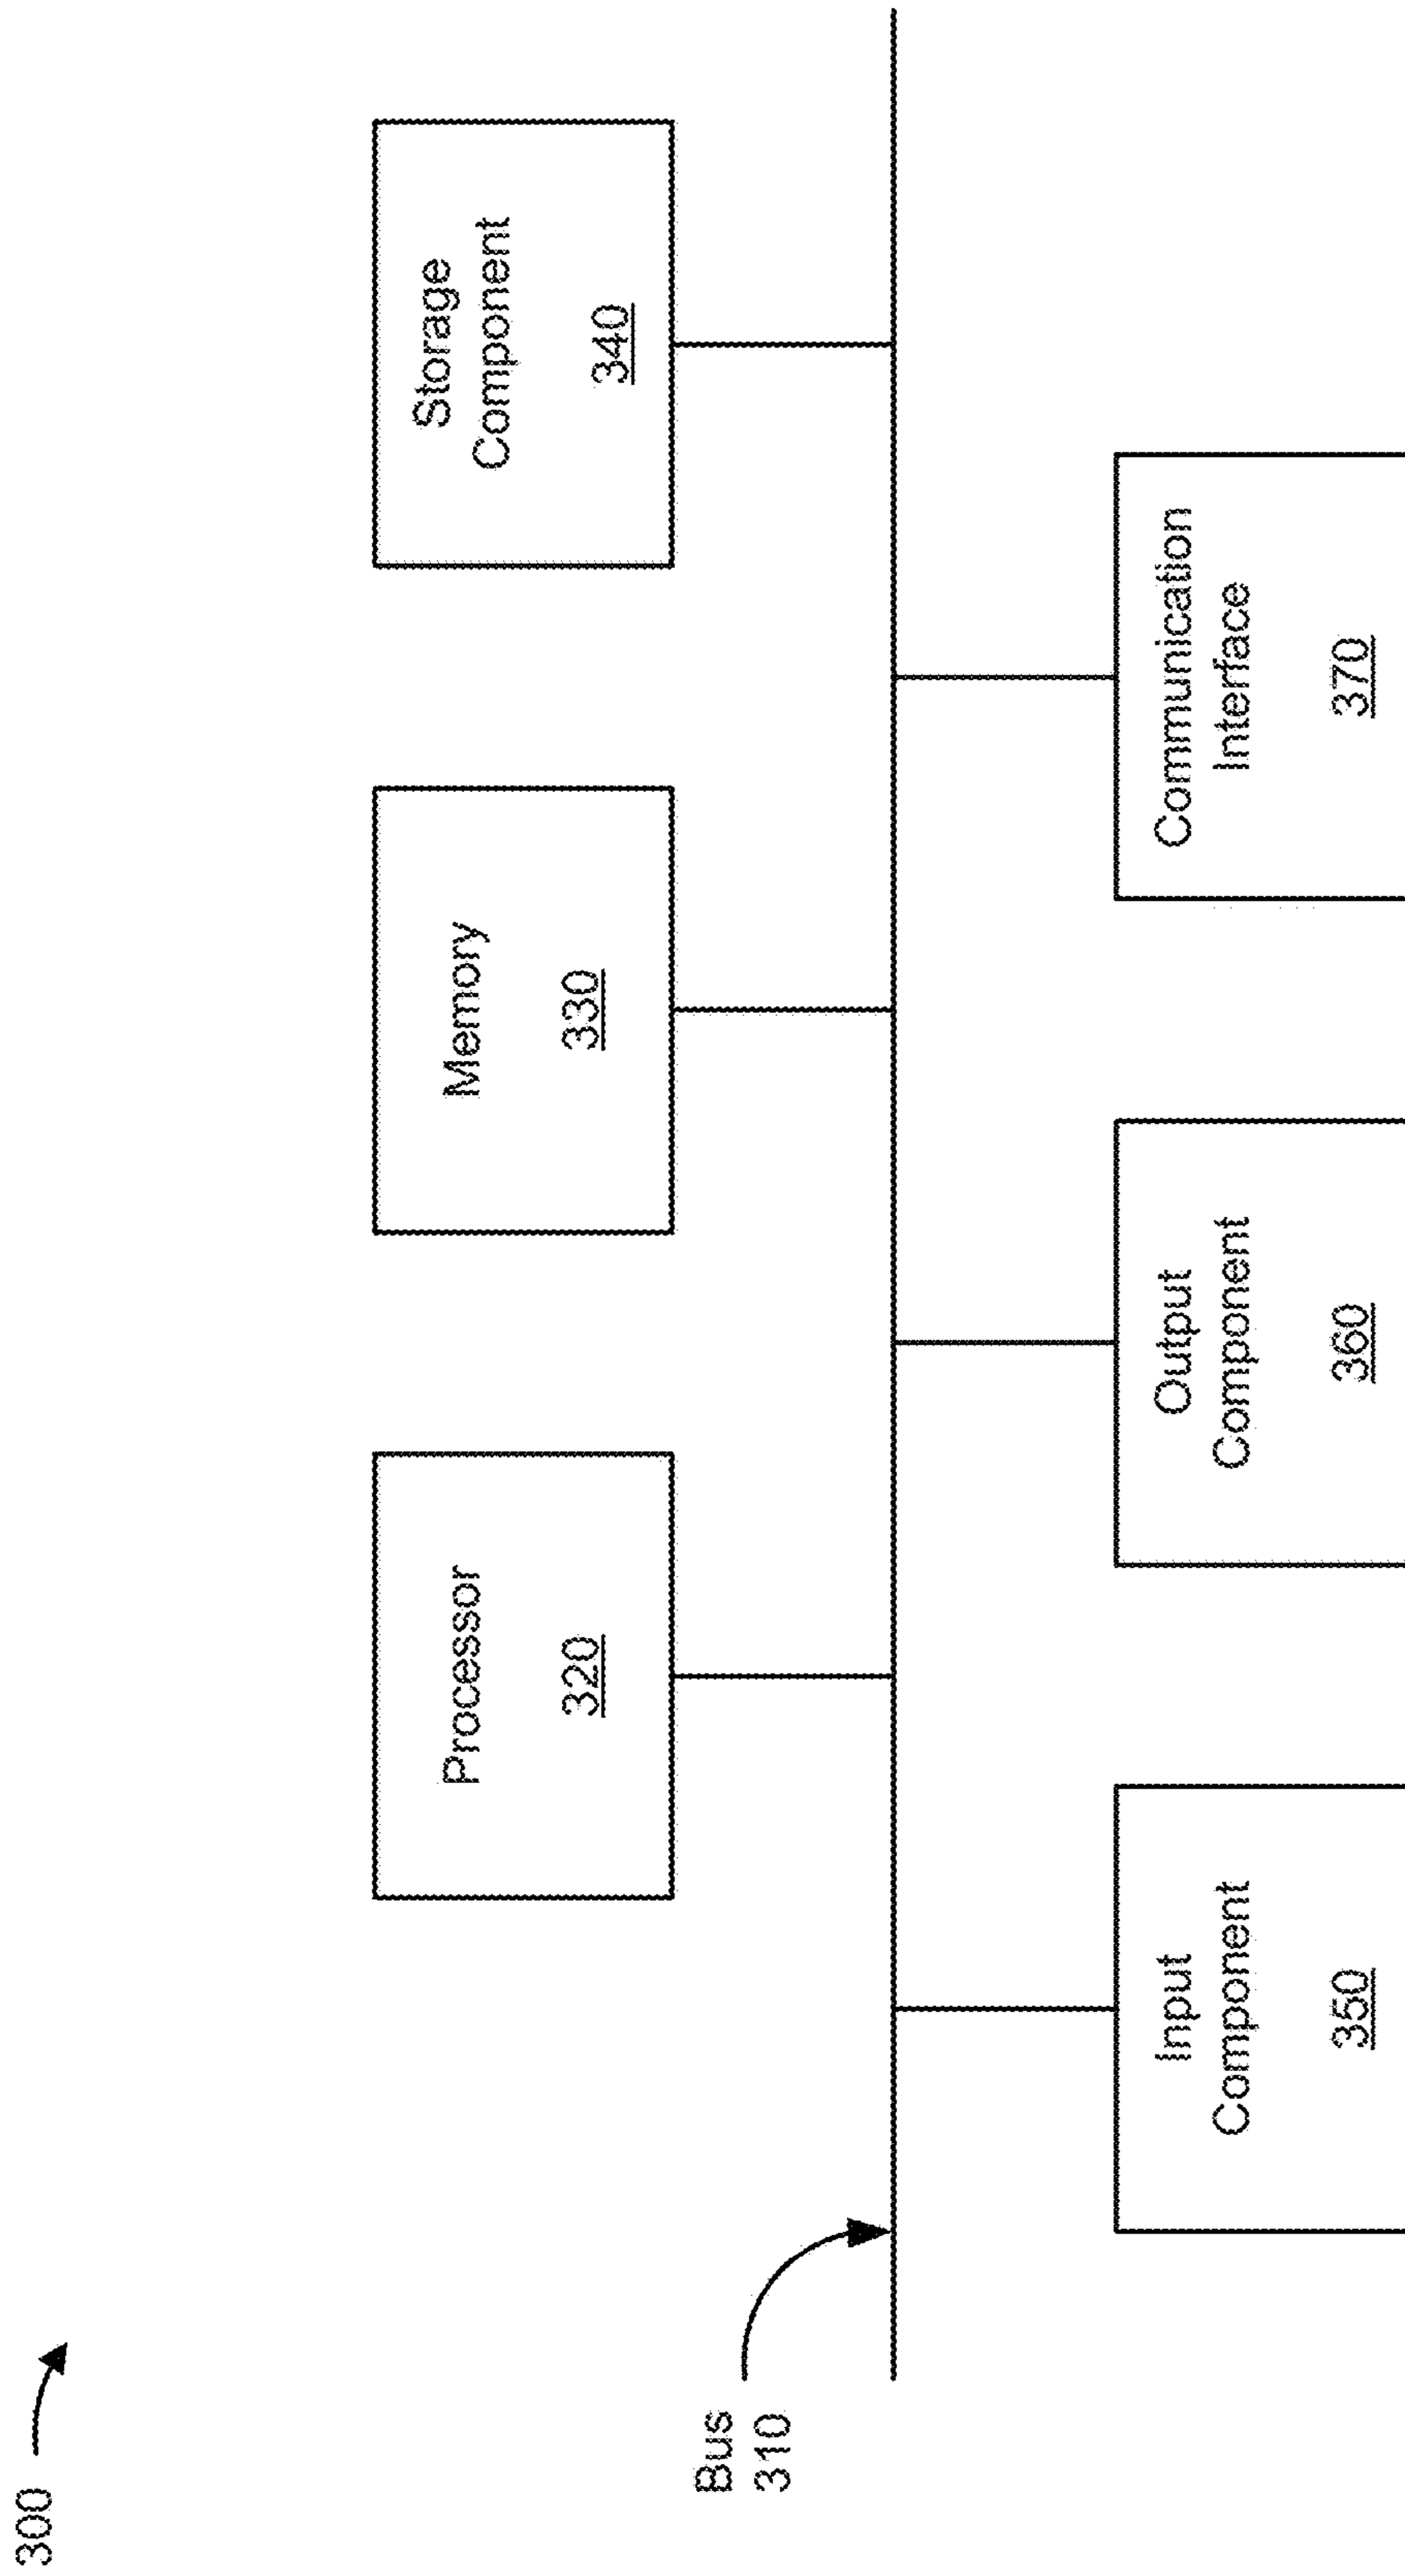 300
Processor
320
Memory
330
Storage
Component
340
Bus
310
Input
Component
350
Output
Component
360
Communication
Interface
370